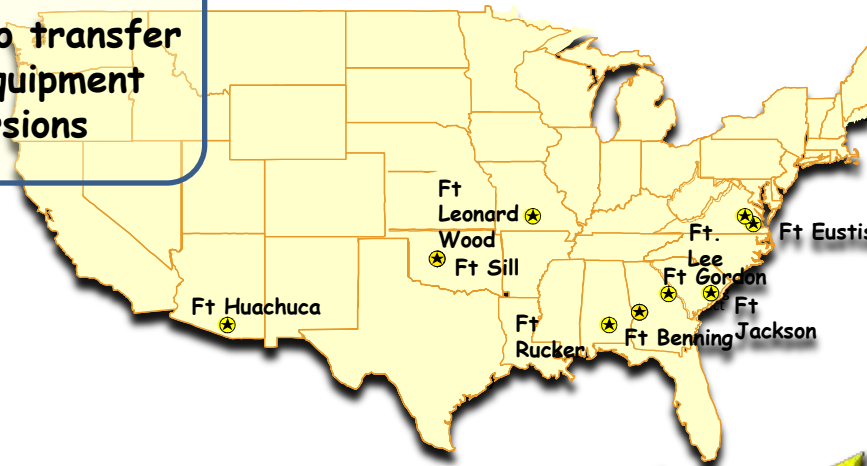 transfer
sions
Ft
Leonard
Wood
Ft Sill
Ft Huachuca
Ft.
Lee
Ft Eustis
Ft Gordon
Ft
Jackson
Ft Benning
Ft
Rucker